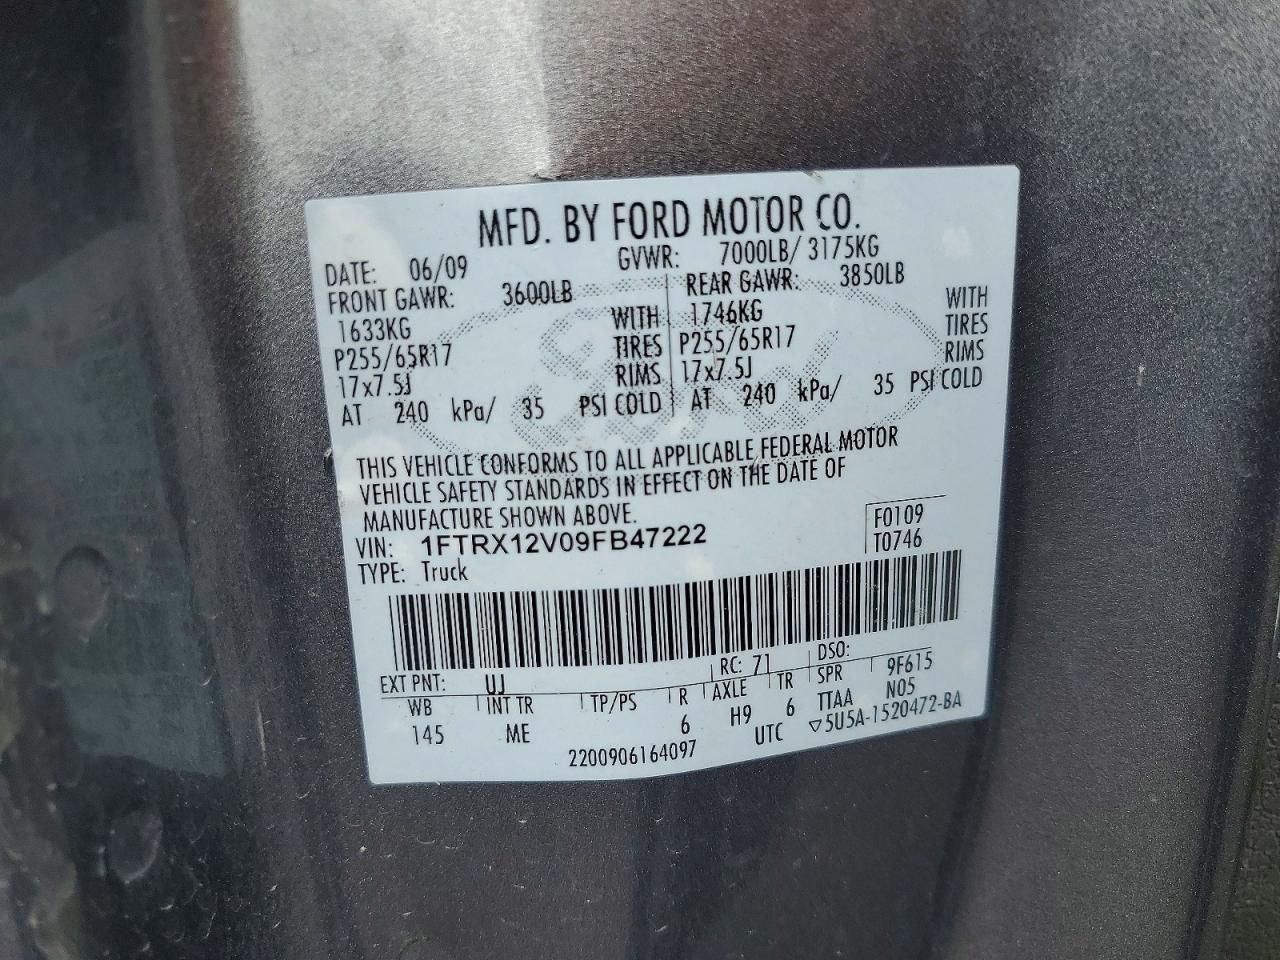 MFD. BY FORD MOTOR CO.
DATE: 06/09 GVWR: 7000LB/ 3175KG
FRONT GAWR: 3600LB REAR GAWR: 3850LB
1633KG WITH 1746KG WITH
P255/65R17 TIRES P255/65R17 TIRES
17x7.5J RIMS 17x7.5J RIMS
AT 240 kPa/ 35 PSI COLD AT 240 kPa/ 35 PSI COLD
THIS VEHICLE CONFORMS TO ALL APPLICABLE FEDERAL MOTOR
VEHICLE SAFETY STANDARDS IN EFFECT ON THE DATE OF
MANUFACTURE SHOWN ABOVE.
VIN: 1FTRX12V09FB47222 F0109
TYPE: Truck T0746
EXT PNT: UJ RC: 71 DSO: 9F615
WB INT TR TP/PS R AXLE TR SPR N05
145 ME 6 H9 6 TTAA
2200906164097 UTC ▽5U5A-1520472-BA
Ford